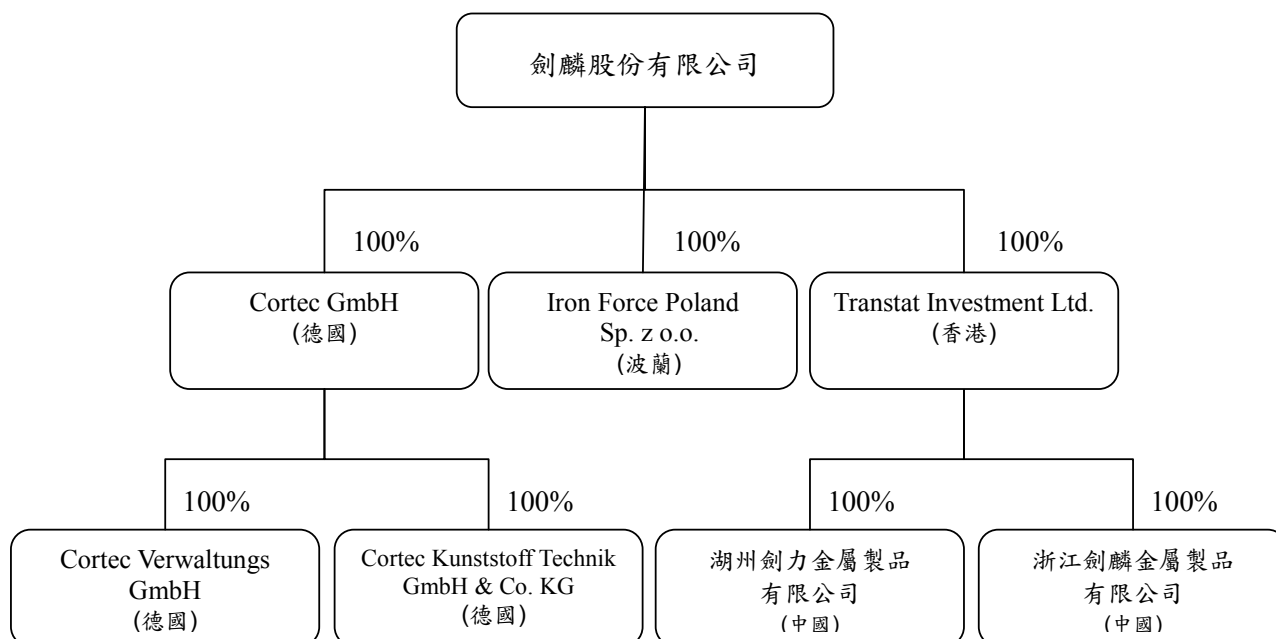 劍麟股份有限公司
100%
100%
100%
Cortec GmbH
(德國)
Iron Force Poland
Sp. z o.o.
(波蘭)
Transtat Investment Ltd.
(香港)
100%
100%
100%
100%
Cortec Verwaltungs
GmbH
(德國)
Cortec Kunststoff Technik
GmbH & Co. KG
(德國)
湖州劍力金屬製品
有限公司
(中國)
浙江劍麟金屬製品
有限公司
(中國)